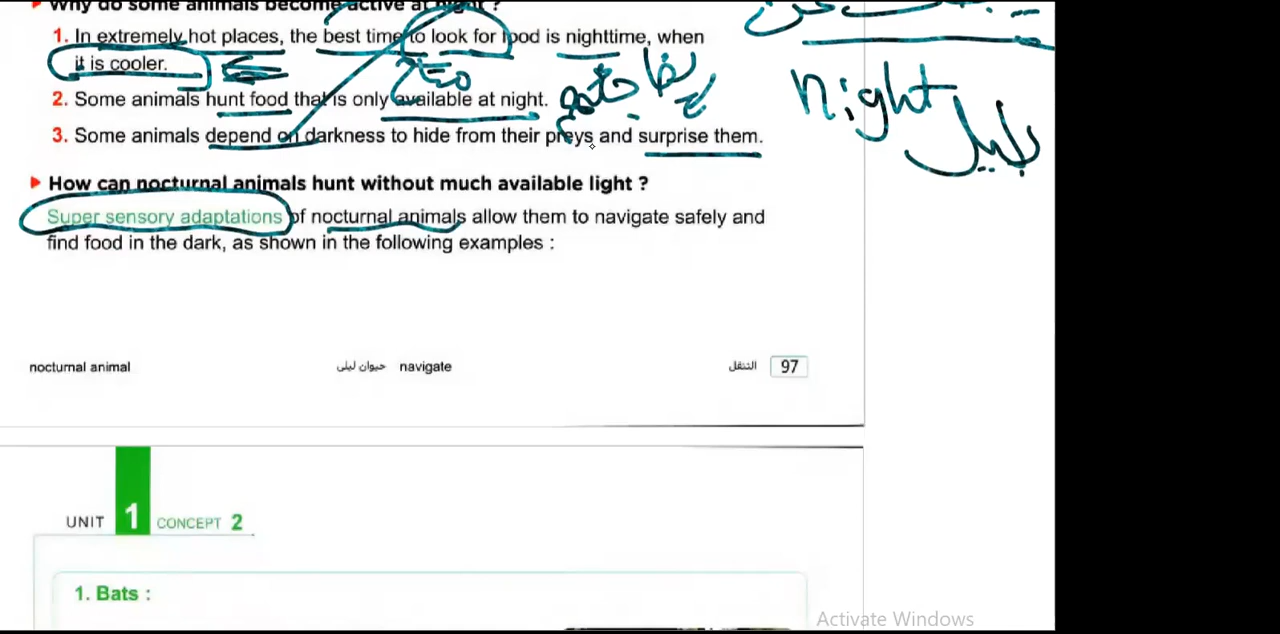 Why do some animals become active at night ?
1. In extremely hot places, the best time to look for food is nighttime, when
it is cooler.
2. Some animals hunt food that is only available at night.
3. Some animals depend on darkness to hide from their preys and surprise them.
night
بليل
How can nocturnal animals hunt without much available light ?
Super sensory adaptations of nocturnal animals allow them to navigate safely and
find food in the dark, as shown in the following examples :
nocturnal animal حيوان ليلى navigate التنقل 97
UNIT 1 CONCEPT 2
1. Bats :
Activate Windows